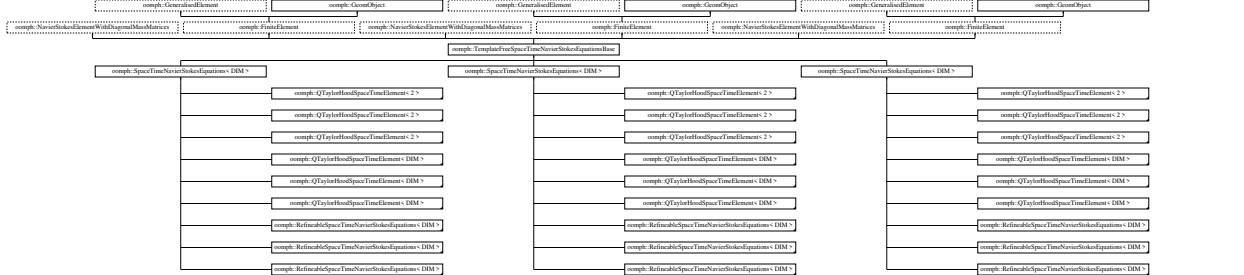 oomph::GeneralisedElement oomph::GeomObject oomph::GeneralisedElement oomph::GeomObject oomph::GeneralisedElement oomph::GeomObject
oomph::NavierStokesElementWithDiagonalMassMatrices oomph::FiniteElement oomph::NavierStokesElementWithDiagonalMassMatrices oomph::FiniteElement oomph::NavierStokesElementWithDiagonalMassMatrices oomph::FiniteElement
oomph::TemplateFreeSpaceTimeNavierStokesEquationsBase
oomph::SpaceTimeNavierStokesEquations< DIM > oomph::SpaceTimeNavierStokesEquations< DIM > oomph::SpaceTimeNavierStokesEquations< DIM >
oomph::QTaylorHoodSpaceTimeElement< 2 > oomph::QTaylorHoodSpaceTimeElement< 2 > oomph::QTaylorHoodSpaceTimeElement< 2 >
oomph::QTaylorHoodSpaceTimeElement< 2 > oomph::QTaylorHoodSpaceTimeElement< 2 > oomph::QTaylorHoodSpaceTimeElement< 2 >
oomph::QTaylorHoodSpaceTimeElement< 2 > oomph::QTaylorHoodSpaceTimeElement< 2 > oomph::QTaylorHoodSpaceTimeElement< 2 >
oomph::QTaylorHoodSpaceTimeElement< DIM > oomph::QTaylorHoodSpaceTimeElement< DIM > oomph::QTaylorHoodSpaceTimeElement< DIM >
oomph::QTaylorHoodSpaceTimeElement< DIM > oomph::QTaylorHoodSpaceTimeElement< DIM > oomph::QTaylorHoodSpaceTimeElement< DIM >
oomph::QTaylorHoodSpaceTimeElement< DIM > oomph::QTaylorHoodSpaceTimeElement< DIM > oomph::QTaylorHoodSpaceTimeElement< DIM >
oomph::RefineableSpaceTimeNavierStokesEquations< DIM > oomph::RefineableSpaceTimeNavierStokesEquations< DIM > oomph::RefineableSpaceTimeNavierStokesEquations< DIM >
oomph::RefineableSpaceTimeNavierStokesEquations< DIM > oomph::RefineableSpaceTimeNavierStokesEquations< DIM > oomph::RefineableSpaceTimeNavierStokesEquations< DIM >
oomph::RefineableSpaceTimeNavierStokesEquations< DIM > oomph::RefineableSpaceTimeNavierStokesEquations< DIM > oomph::RefineableSpaceTimeNavierStokesEquations< DIM >